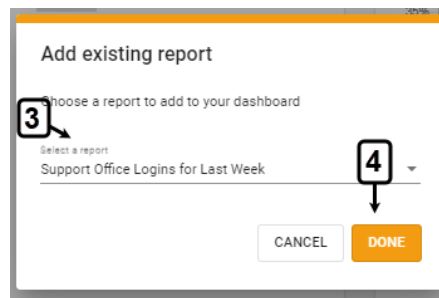 35%
Add existing report
Choose a report to add to your dashboard
3
Select a report
Support Office Logins for Last Week
4
CANCEL DONE